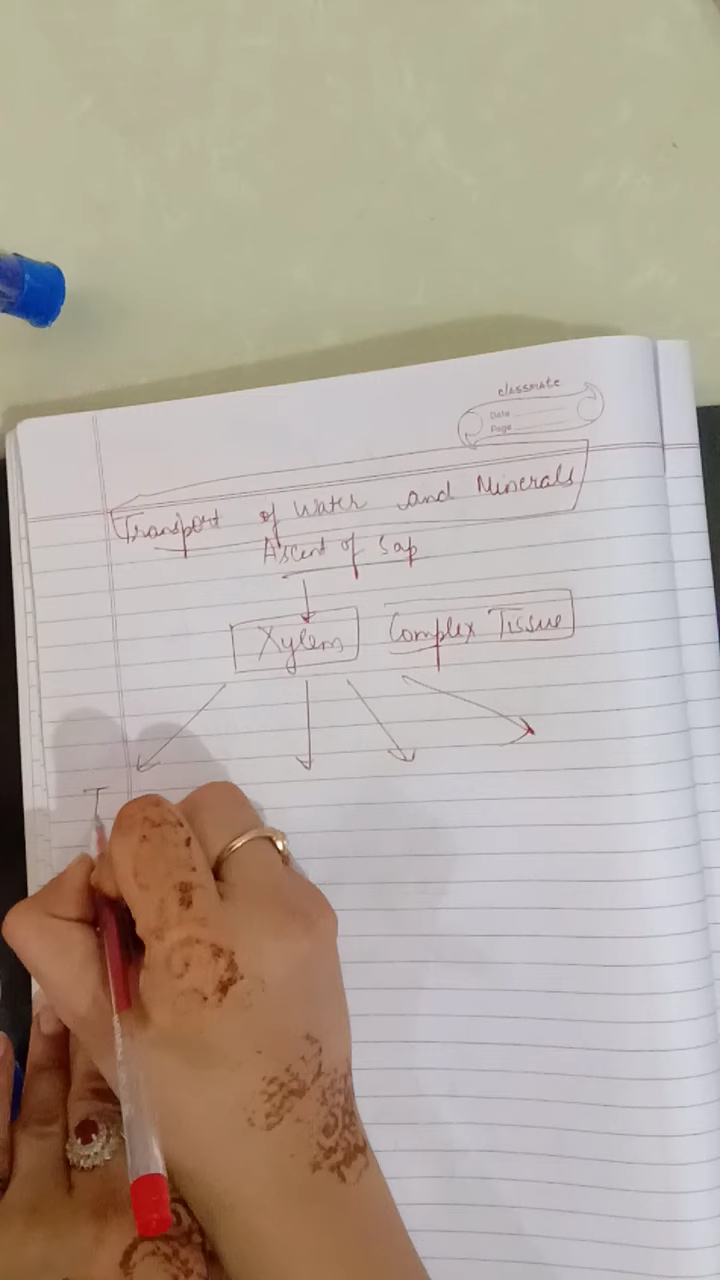 classmate
Date
Page
Transport of Water and Minerals
Ascent of Sap
Xylem Complex Tissue
T